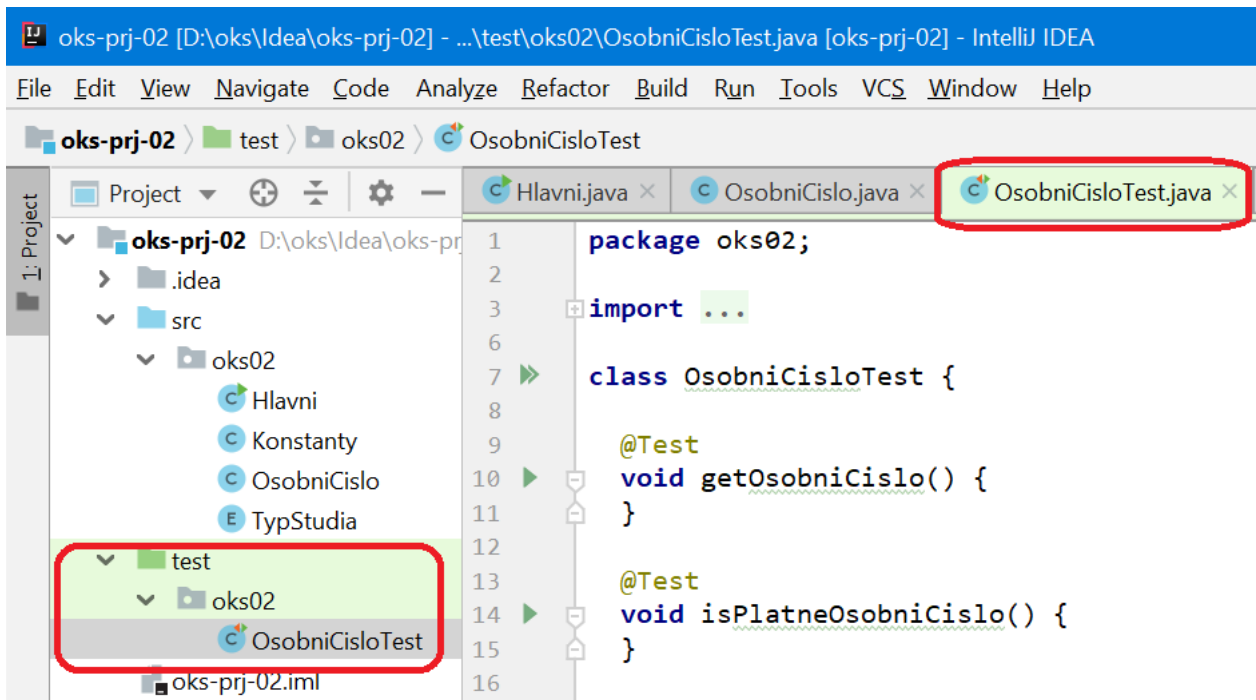 oks-prj-02 [D:\oks\Idea\oks-prj-02] - ...\test\oks02\OsobniCisloTest.java [oks-prj-02] - IntelliJ IDEA
File Edit View Navigate Code Analyze Refactor Build Run Tools VCS Window Help
oks-prj-02 test oks02 OsobniCisloTest
1: Project
Project
Hlavni.java OsobniCislo.java OsobniCisloTest.java
oks-prj-02 D:\oks\Idea\oks-pr
.idea
src
oks02
Hlavni
Konstanty
OsobniCislo
TypStudia
test
oks02
OsobniCisloTest
oks-prj-02.iml
1 package oks02;
2
3 import ...
6
7 class OsobniCisloTest {
8
9 @Test
10 void getOsobniCislo() {
11 }
12
13 @Test
14 void isPlatneOsobniCislo() {
15 }
16